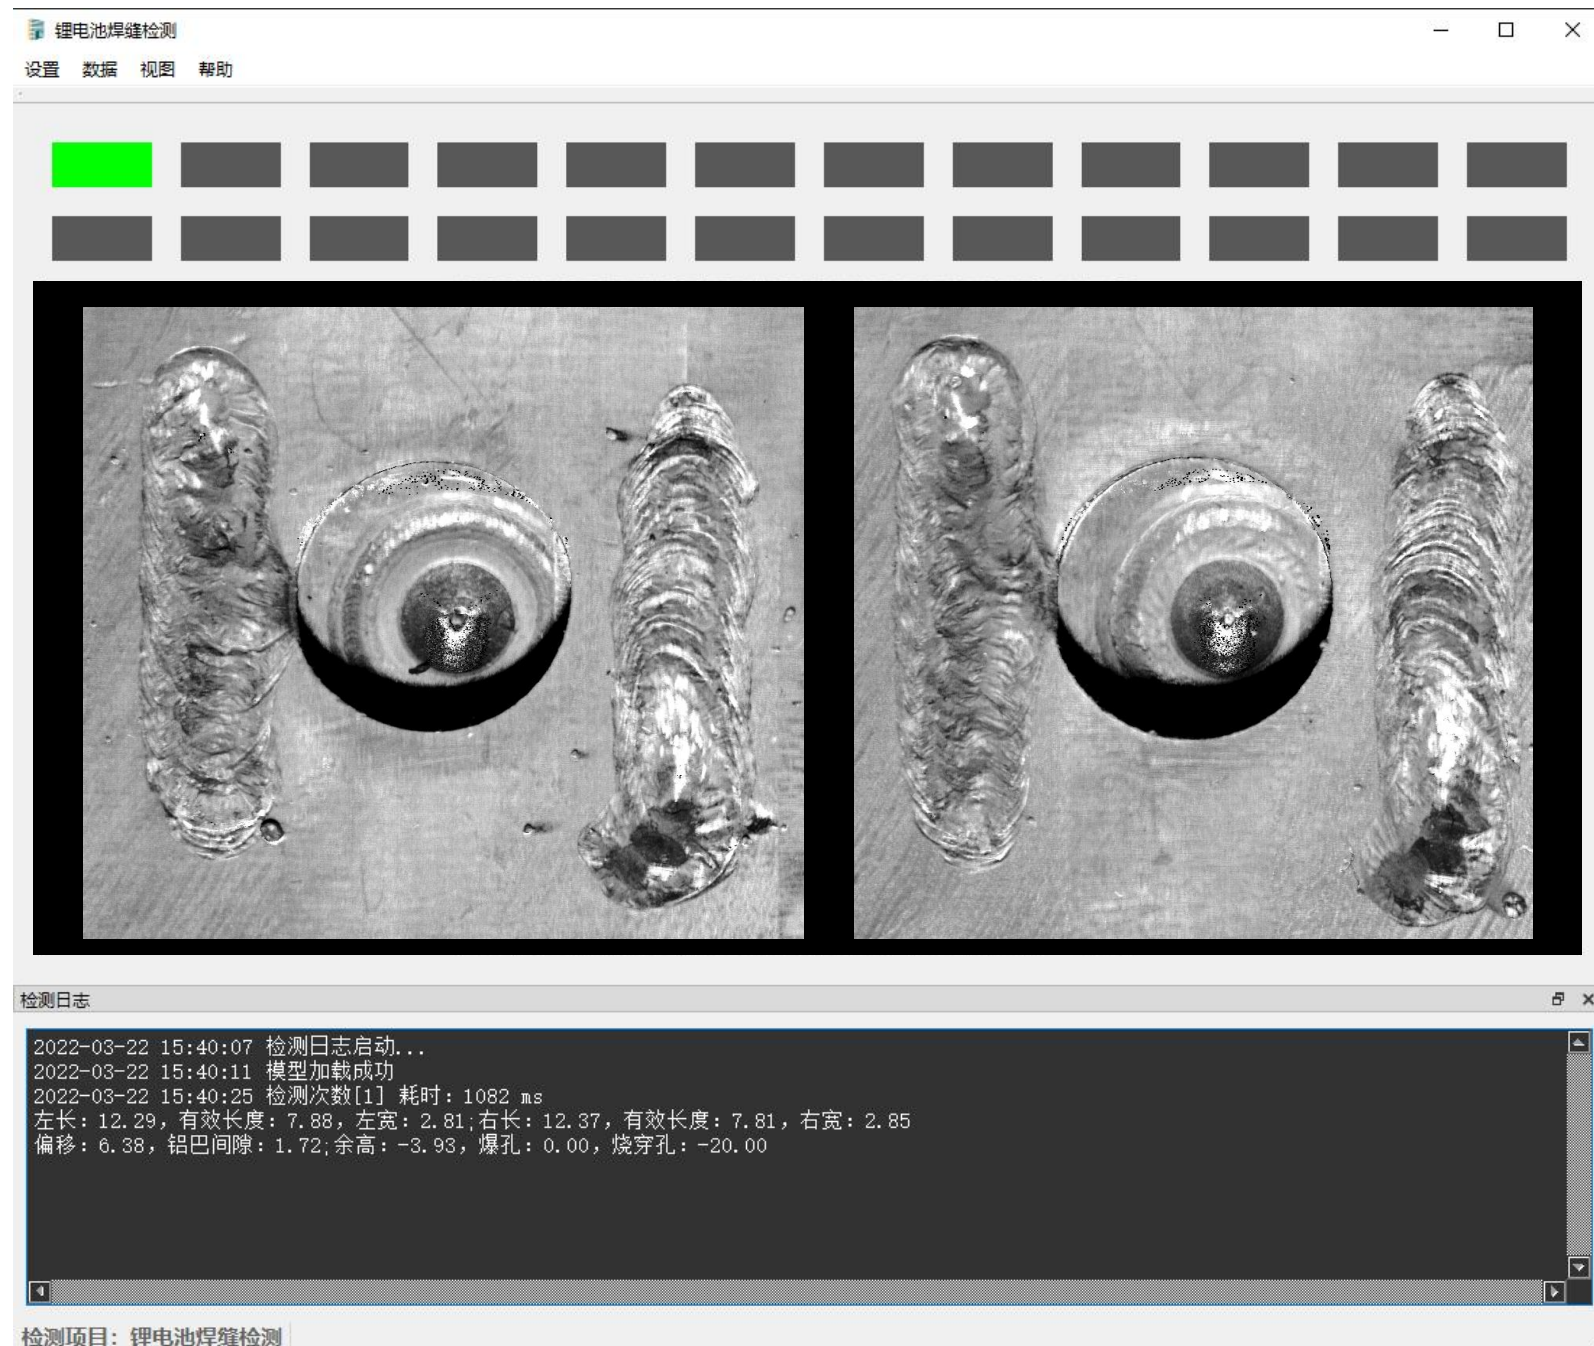 锂电池焊缝检测
设置 数据 视图 帮助
检测日志
2022-03-22 15:40:07 检测日志启动...
2022-03-22 15:40:11 模型加载成功
2022-03-22 15:40:25 检测次数[1] 耗时: 1082 ms
左长: 12.29, 有效长度: 7.88, 左宽: 2.81;右长: 12.37, 有效长度: 7.81, 右宽: 2.85
偏移: 6.38, 铝巴间隙: 1.72;余高: -3.93, 爆孔: 0.00, 烧穿孔: -20.00
检测项目: 锂电池焊缝检测